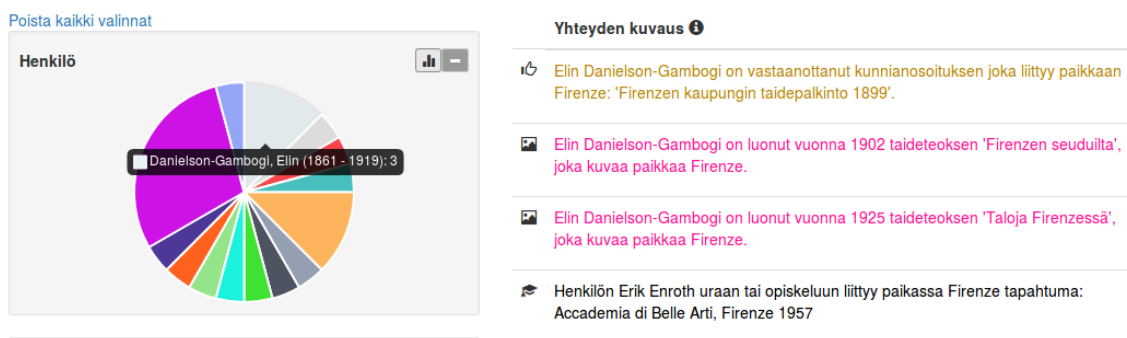 Poista kaikki valinnat
Henkilö
Danielson-Gambogi, Elin (1861 - 1919): 3
Yhteyden kuvaus
Elin Danielson-Gambogi on vastaanottanut kunnianosoituksen joka liittyy paikkaan
Firenze: 'Firenzen kaupungin taidepalkinto 1899'.
Elin Danielson-Gambogi on luonut vuonna 1902 taideteoksen 'Firenzen seuduilta',
joka kuvaa paikkaa Firenze.
Elin Danielson-Gambogi on luonut vuonna 1925 taideteoksen 'Taloja Firenzessä',
joka kuvaa paikkaa Firenze.
Henkilön Erik Enroth uraan tai opiskeluun liittyy paikassa Firenze tapahtuma:
Accademia di Belle Arti, Firenze 1957